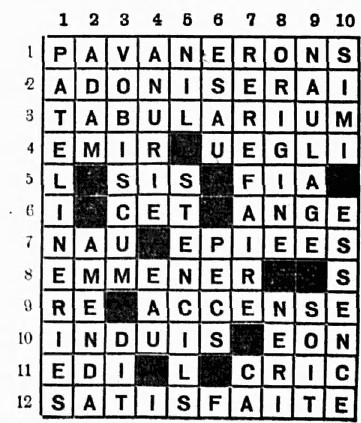 1 2 3 4 5 6 7 8 9 10
1 P A V A N E R O N S
2 A D O N I S E R A I
3 T A B U L A R I U M
4 E M I R U E G L I
5 L S I S F I A
6 I C E T A N G E
7 N A U E P I E E S
8 E M M E N E R S
9 R E A C C E N S E
10 I N D U I S E O N
11 E D I L C R I C
12 S A T I S F A I T E